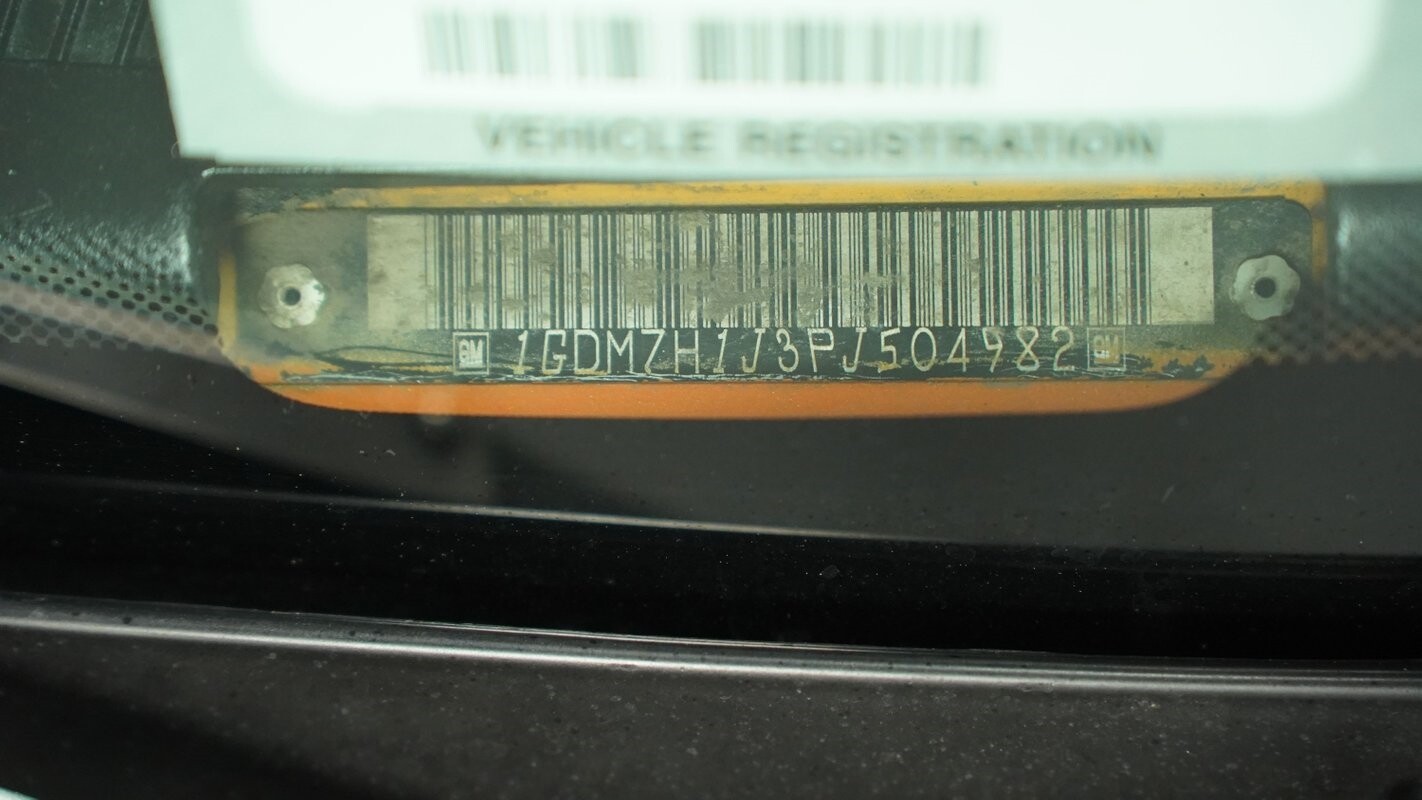 VEHICLE REGISTRATION
GM 1GDM7H1J3PJ504982 GM